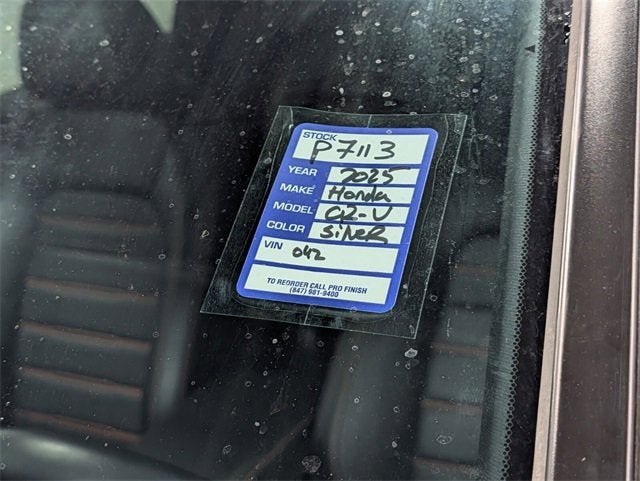 STOCK P7113
YEAR 2025
MAKE Honda
MODEL CR-V
COLOR SilveR
VIN 042
TO REORDER CALL PRO FINISH
(847) 981-9400